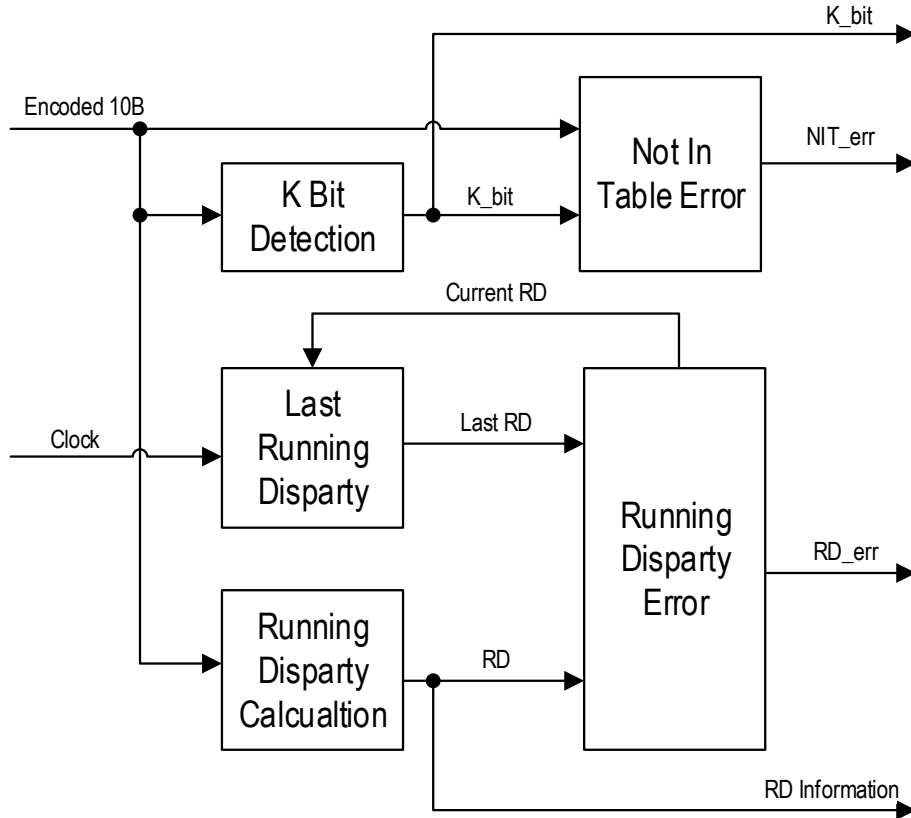 K_bit
Encoded 10B
Not In
Table Error
NIT_err
K Bit
Detection
K_bit
Current RD
Last
Running
Disparty
Clock
Last RD
Running
Disparty
Error
RD_err
Running
Disparty
Calcualtion
RD
RD Information